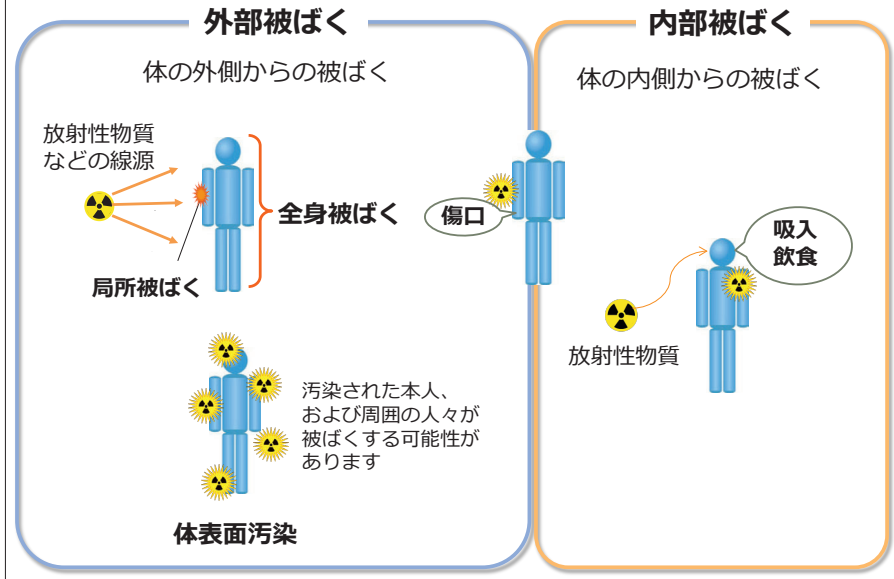 外部被ばく
体の外側からの被ばく
放射性物質
などの線源
全身被ばく
局所被ばく
傷口
汚染された本人、
および周囲の人々が
被ばくする可能性が
あります
体表面汚染
内部被ばく
体の内側からの被ばく
吸入
飲食
放射性物質